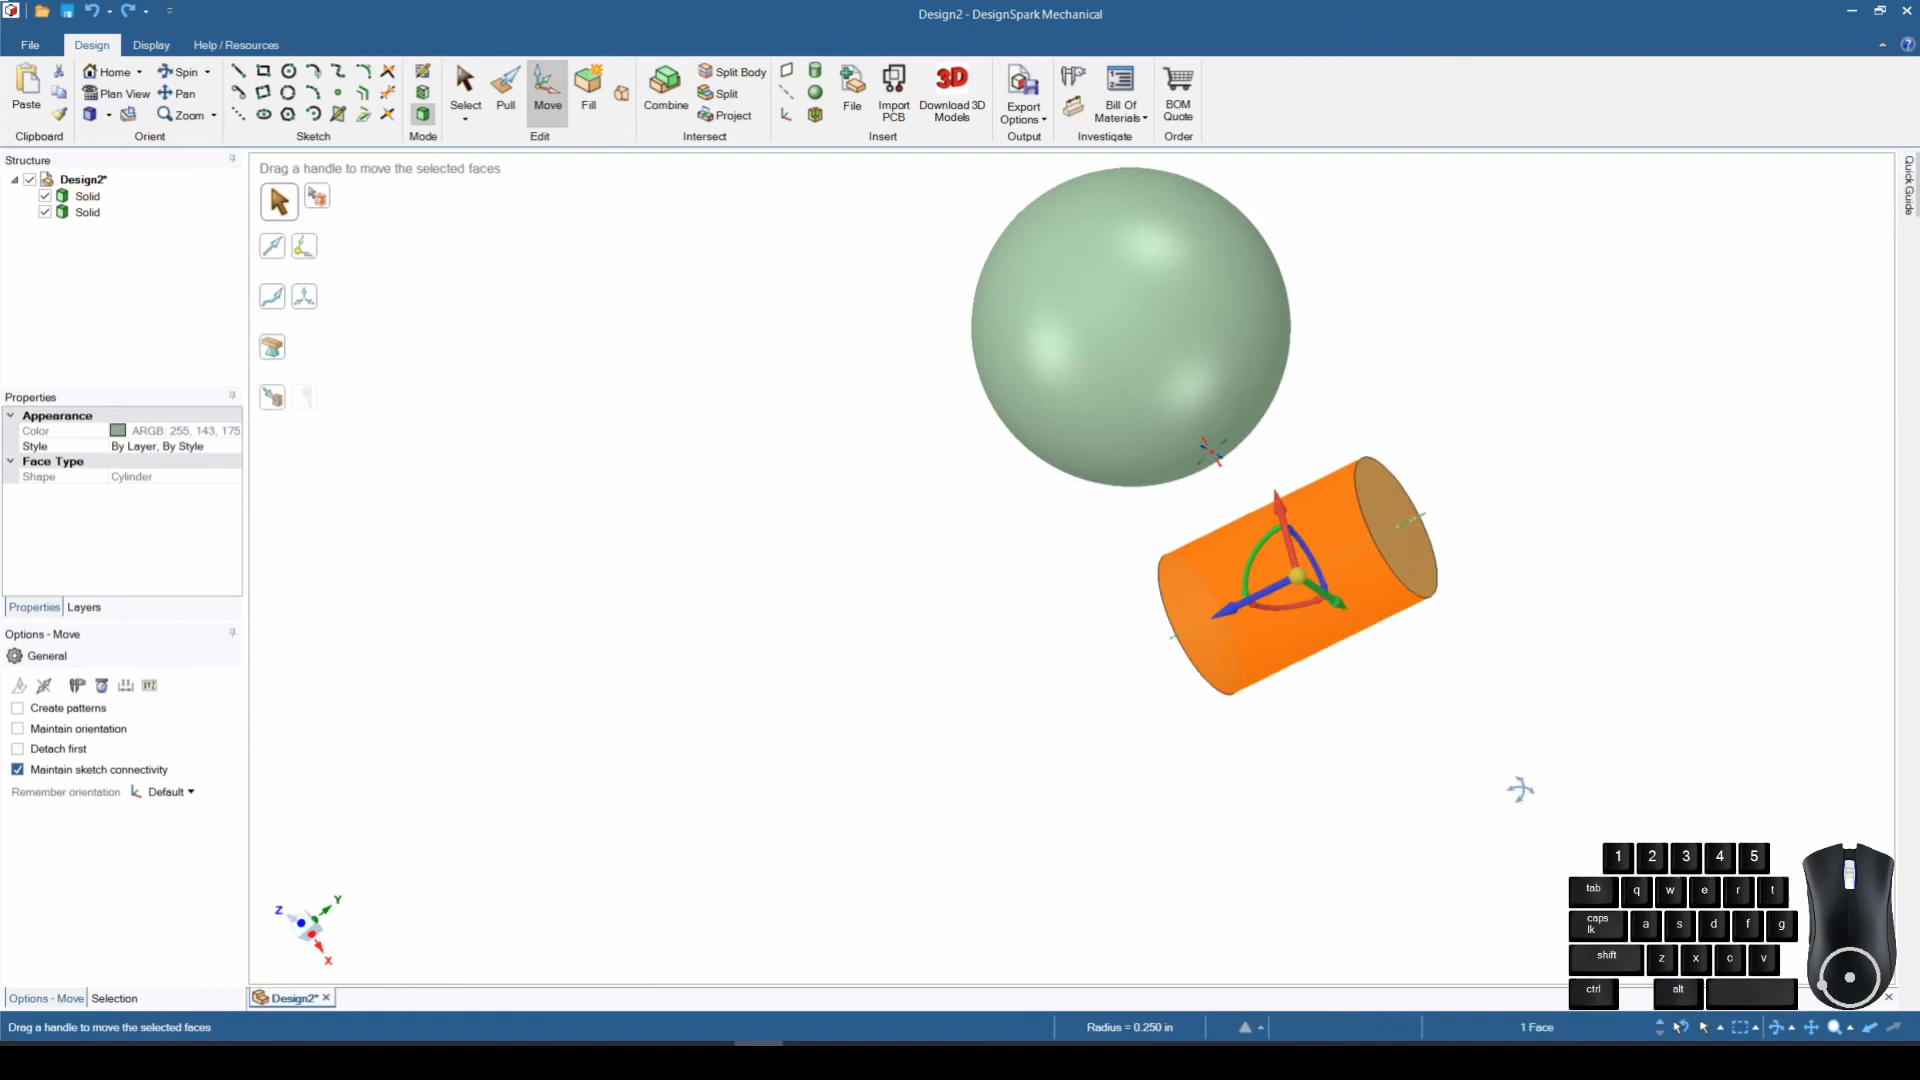 Design2 - DesignSpark Mechanical
File Design Display Help / Resources
Paste
Home Spin
Plan View Pan
Zoom
Select Pull Move Fill
Combine Split Body
Split
Project
File Import PCB Download 3D Models
3D
Export Options
Bill Of Materials
BOM Quote
Clipboard Orient Sketch Mode Edit Intersect Insert Output Investigate Order
Structure
Design2*
Solid
Solid
Drag a handle to move the selected faces
Quick Guide
Properties
Appearance
Color ARGB: 255, 143, 175,
Style By Layer, By Style
Face Type
Shape Cylinder
Properties Layers
Options - Move
General
XYZ
Create patterns
Maintain orientation
Detach first
Maintain sketch connectivity
Remember orientation Default
Z Y
X
1 2 3 4 5
tab q w e r t
caps lk a s d f g
shift z x c v
ctrl alt
Options - Move Selection
Design2*
Drag a handle to move the selected faces
Radius = 0.250 in
1 Face